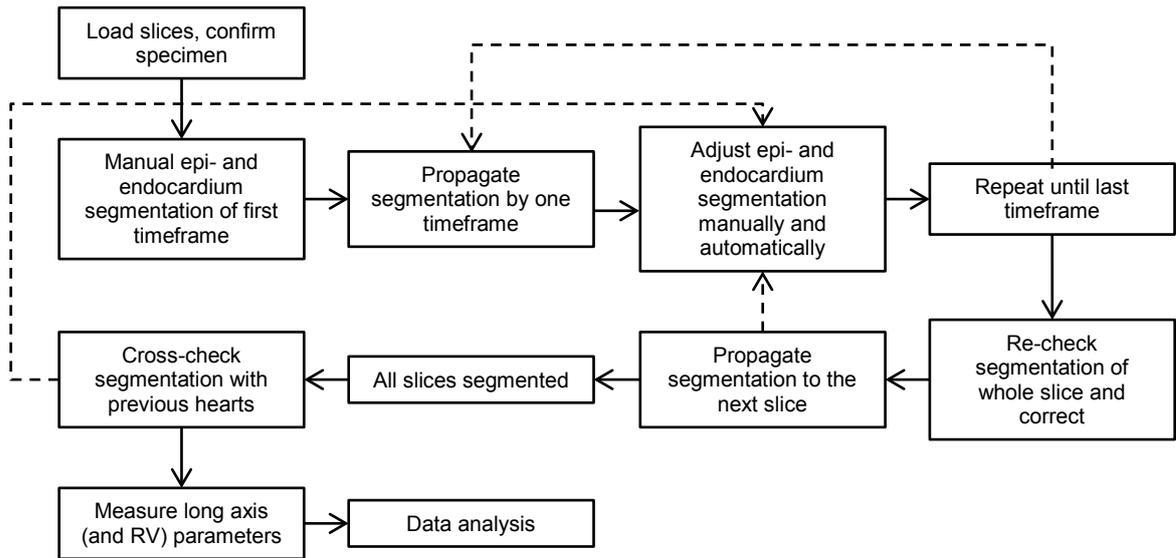 Load slices, confirm
specimen
Manual epi- and
endocardium
segmentation of first
timeframe
Propagate
segmentation by one
timeframe
Adjust epi- and
endocardium
segmentation
manually and
automatically
Repeat until last
timeframe
Re-check
segmentation of
whole slice and
correct
Propagate
segmentation to the
next slice
All slices segmented
Cross-check
segmentation with
previous hearts
Measure long axis
(and RV) parameters
Data analysis